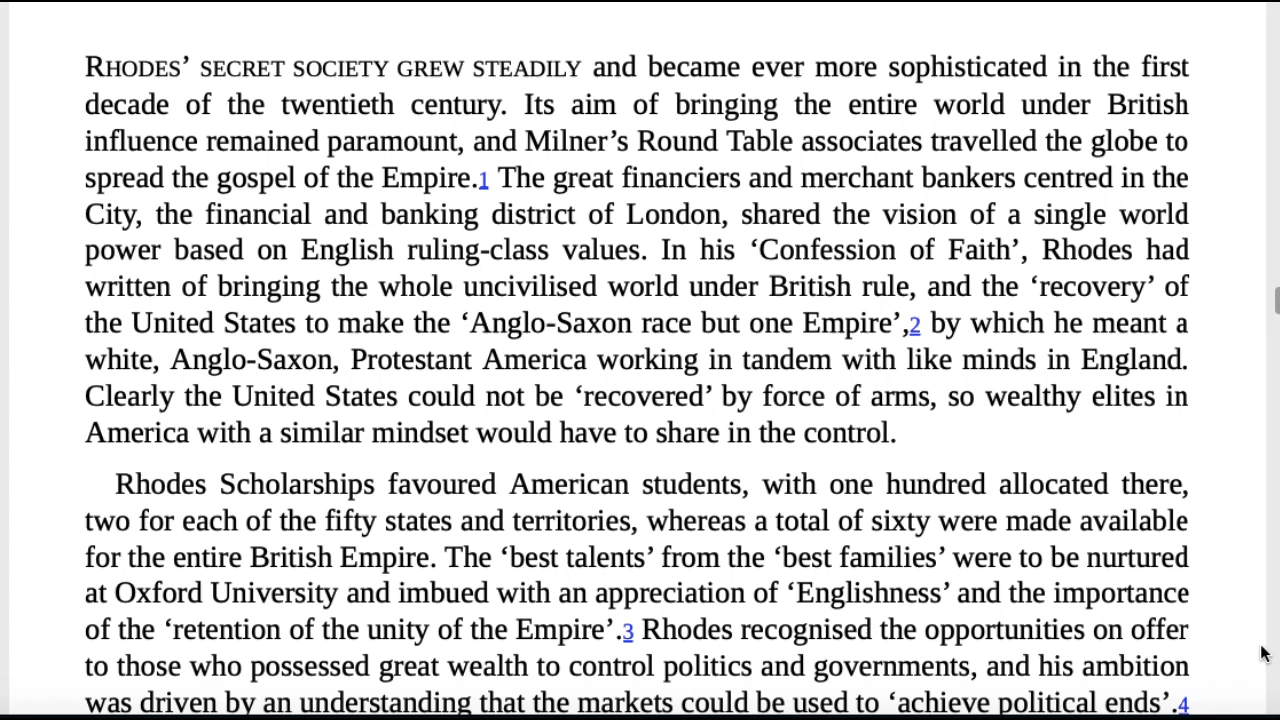 RHODES’ SECRET SOCIETY GREW STEADILY and became ever more sophisticated in the first
decade of the twentieth century. Its aim of bringing the entire world under British
influence remained paramount, and Milner’s Round Table associates travelled the globe to
spread the gospel of the Empire.1 The great financiers and merchant bankers centred in the
City, the financial and banking district of London, shared the vision of a single world
power based on English ruling-class values. In his ‘Confession of Faith’, Rhodes had
written of bringing the whole uncivilised world under British rule, and the ‘recovery’ of
the United States to make the ‘Anglo-Saxon race but one Empire’,2 by which he meant a
white, Anglo-Saxon, Protestant America working in tandem with like minds in England.
Clearly the United States could not be ‘recovered’ by force of arms, so wealthy elites in
America with a similar mindset would have to share in the control.
Rhodes Scholarships favoured American students, with one hundred allocated there,
two for each of the fifty states and territories, whereas a total of sixty were made available
for the entire British Empire. The ‘best talents’ from the ‘best families’ were to be nurtured
at Oxford University and imbued with an appreciation of ‘Englishness’ and the importance
of the ‘retention of the unity of the Empire’.3 Rhodes recognised the opportunities on offer
to those who possessed great wealth to control politics and governments, and his ambition
was driven by an understanding that the markets could be used to ‘achieve political ends’.4